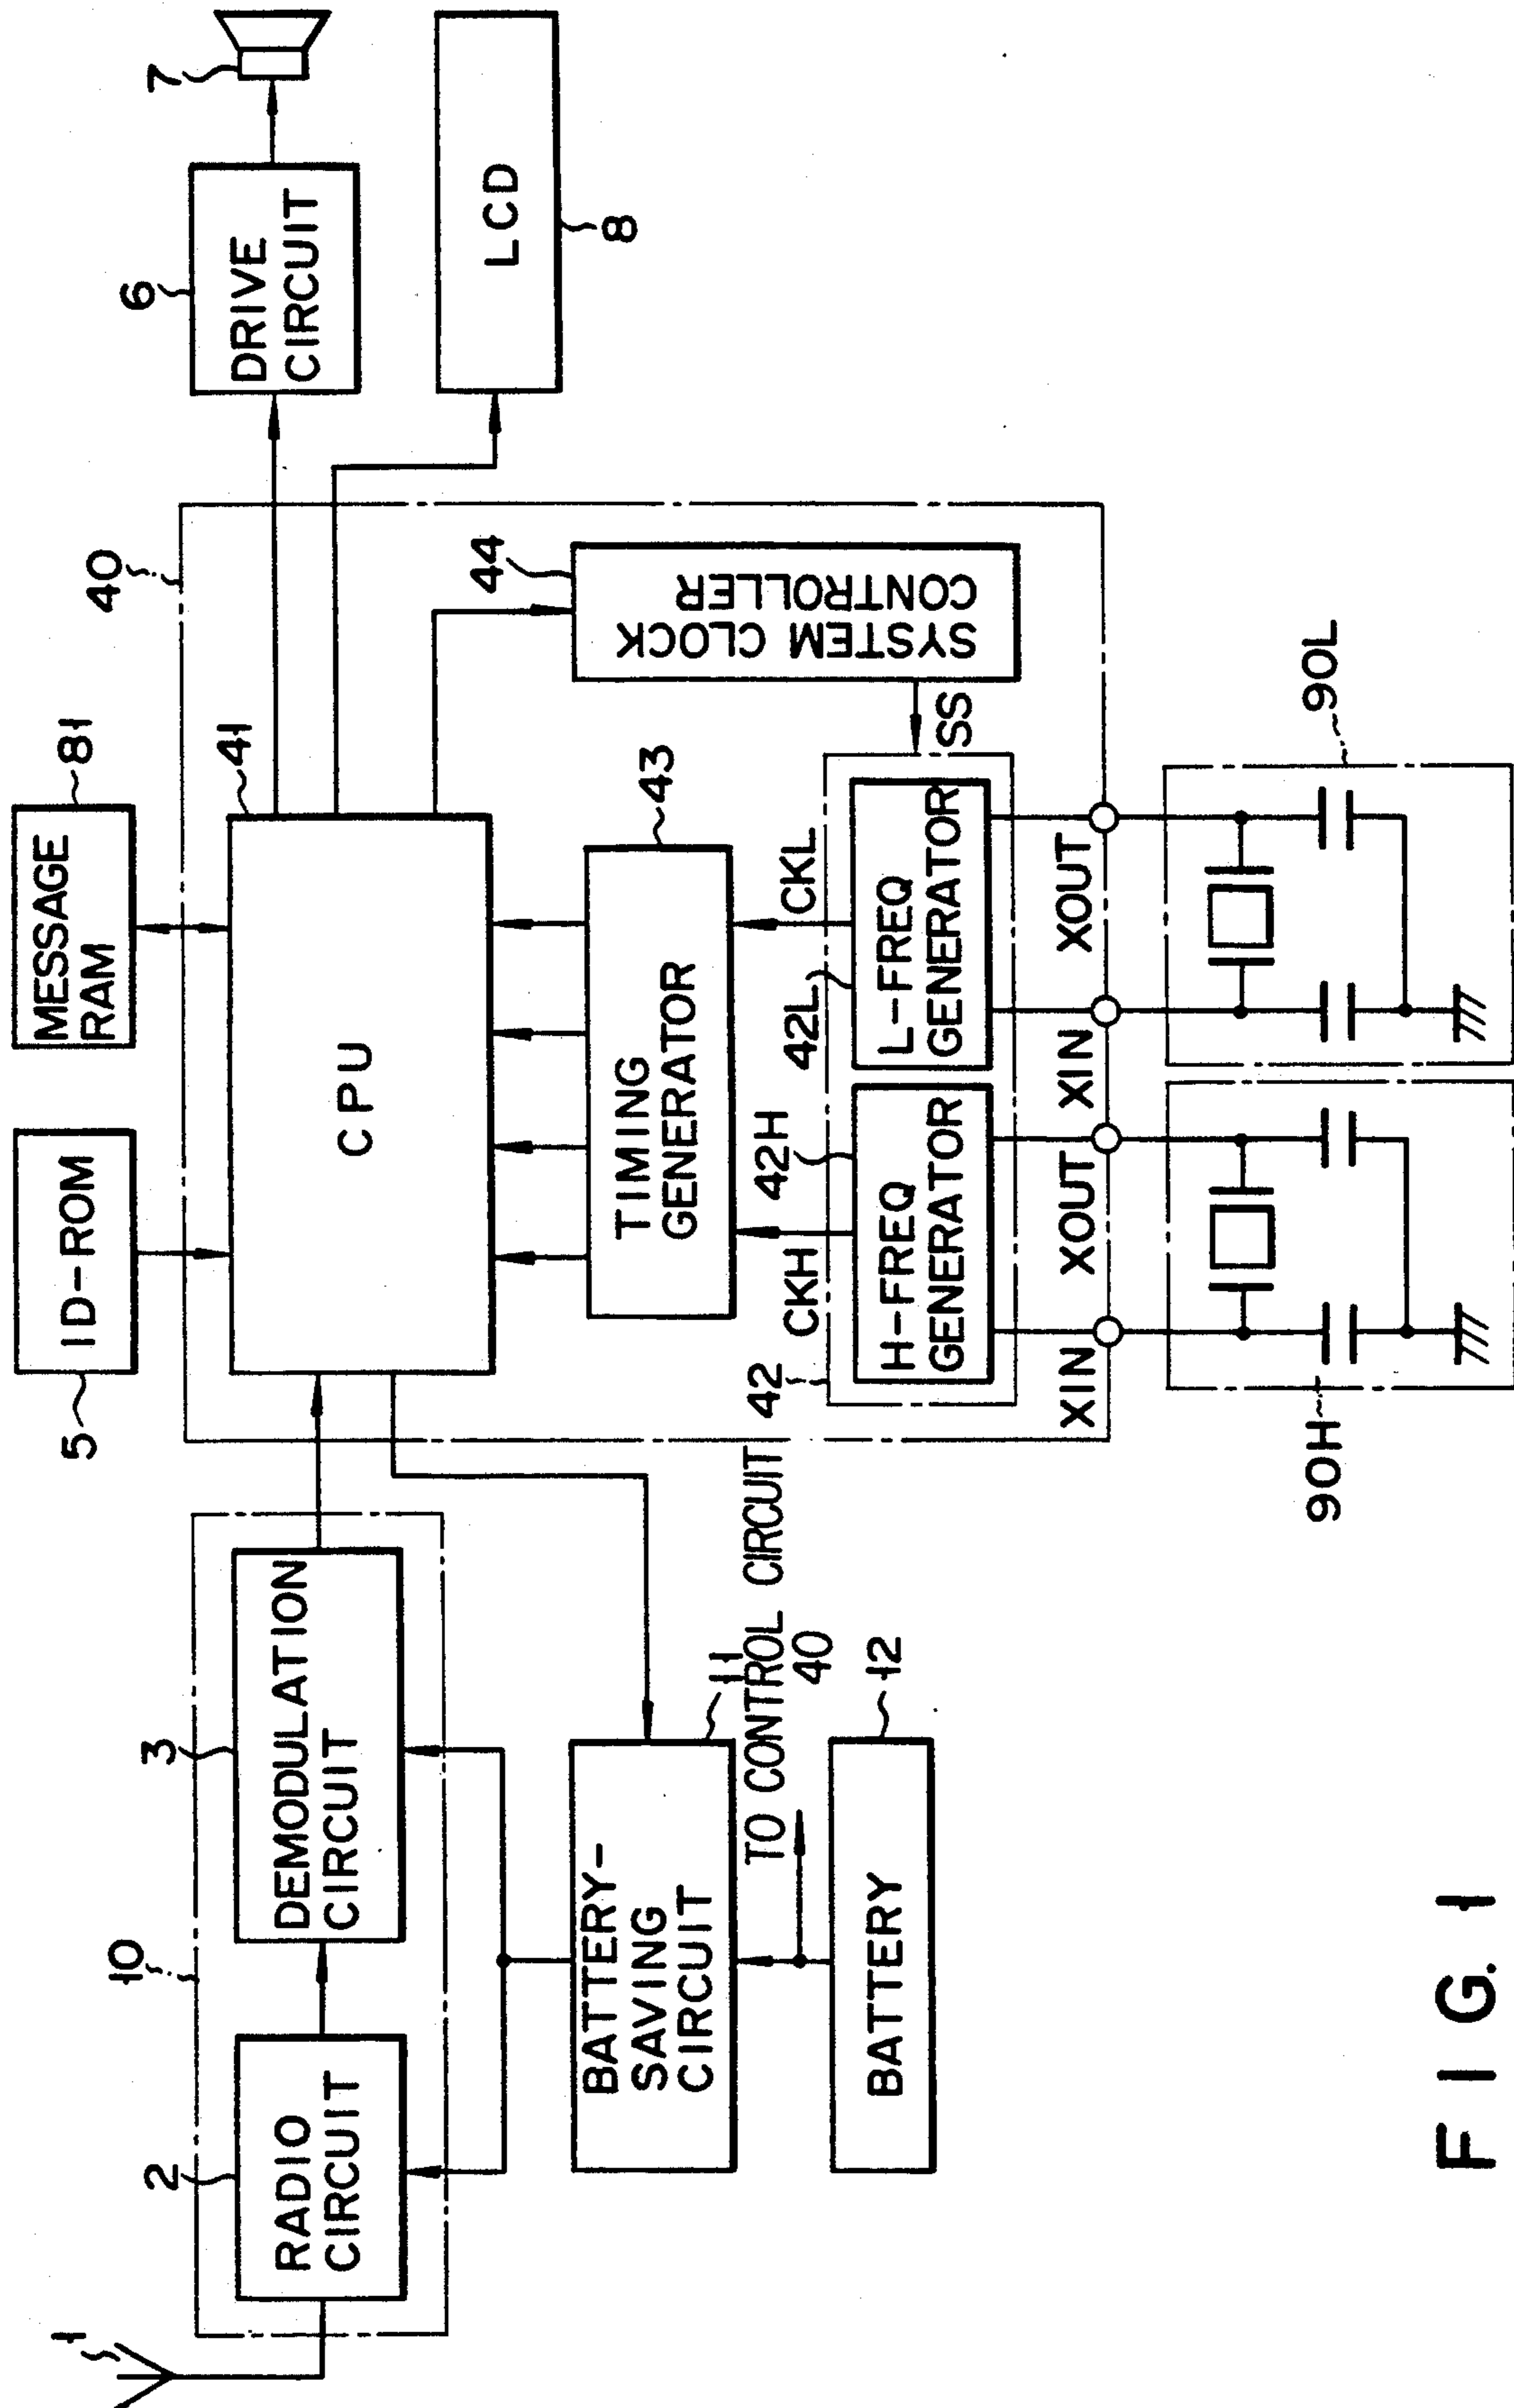 1
10
2
RADIO
CIRCUIT
3
DEMODULATION
CIRCUIT
5
ID-ROM
MESSAGE
RAM
81
40
41
CPU
6
DRIVE
CIRCUIT
7
LCD
8
BATTERY-
SAVING
CIRCUIT
11
TO CONTROL CIRCUIT
40
BATTERY
12
TIMING
GENERATOR
43
44
SYSTEM CLOCK
CONTROLLER
SS
42
CKH
42H
H-FREQ
GENERATOR
42L
CKL
L-FREQ
GENERATOR
XIN
XOUT
XIN
XOUT
90H
90L
FIG. 1